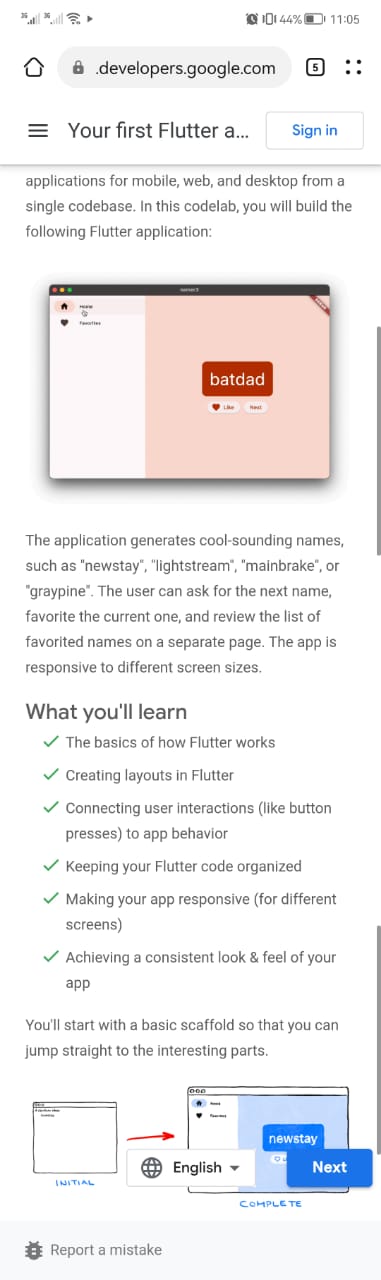 3G 3G 44% 11:05
.developers.google.com 5
Your first Flutter a... Sign in
applications for mobile, web, and desktop from a
single codebase. In this codelab, you will build the
following Flutter application:
namer3
Home
Favorites
batdad
Like Next
The application generates cool-sounding names,
such as "newstay", "lightstream", "mainbrake", or
"graypine". The user can ask for the next name,
favorite the current one, and review the list of
favorited names on a separate page. The app is
responsive to different screen sizes.
What you'll learn
The basics of how Flutter works
Creating layouts in Flutter
Connecting user interactions (like button
presses) to app behavior
Keeping your Flutter code organized
Making your app responsive (for different
screens)
Achieving a consistent look & feel of your
app
You'll start with a basic scaffold so that you can
jump straight to the interesting parts.
Home
Favorites
newstay
English Next
INITIAL
COMPLETE
Report a mistake